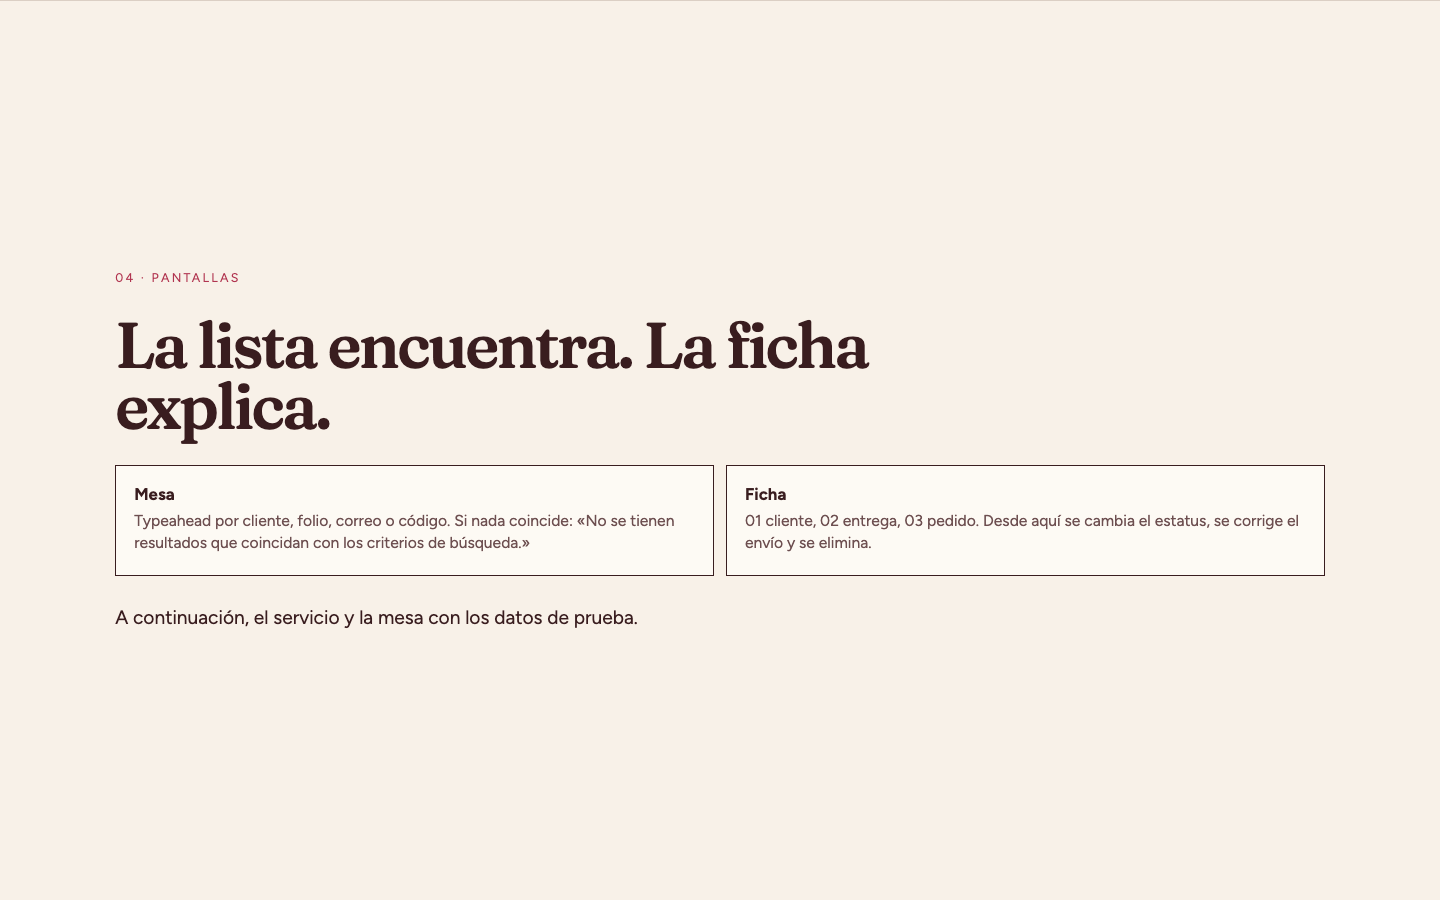 04 · PANTALLAS
La lista encuentra. La ficha
explica.
Mesa
Typeahead por cliente, folio, correo o código. Si nada coincide: «No se tienen
resultados que coincidan con los criterios de búsqueda.»
Ficha
01 cliente, 02 entrega, 03 pedido. Desde aquí se cambia el estatus, se corrige el
envío y se elimina.
A continuación, el servicio y la mesa con los datos de prueba.